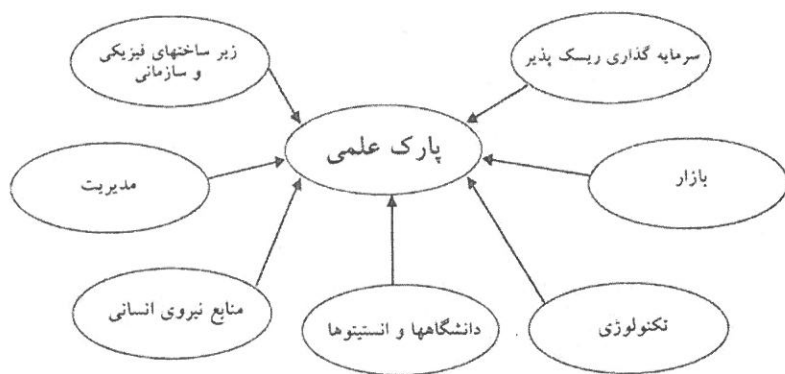 سرمایه گذاری ریسک پذیر
زیر ساختهای فیزیکی
و سازمانی
پارک علمی
بازار
مدیریت
تکنولوژی
دانشگاهها و انستیتوها
منابع نیروی انسانی